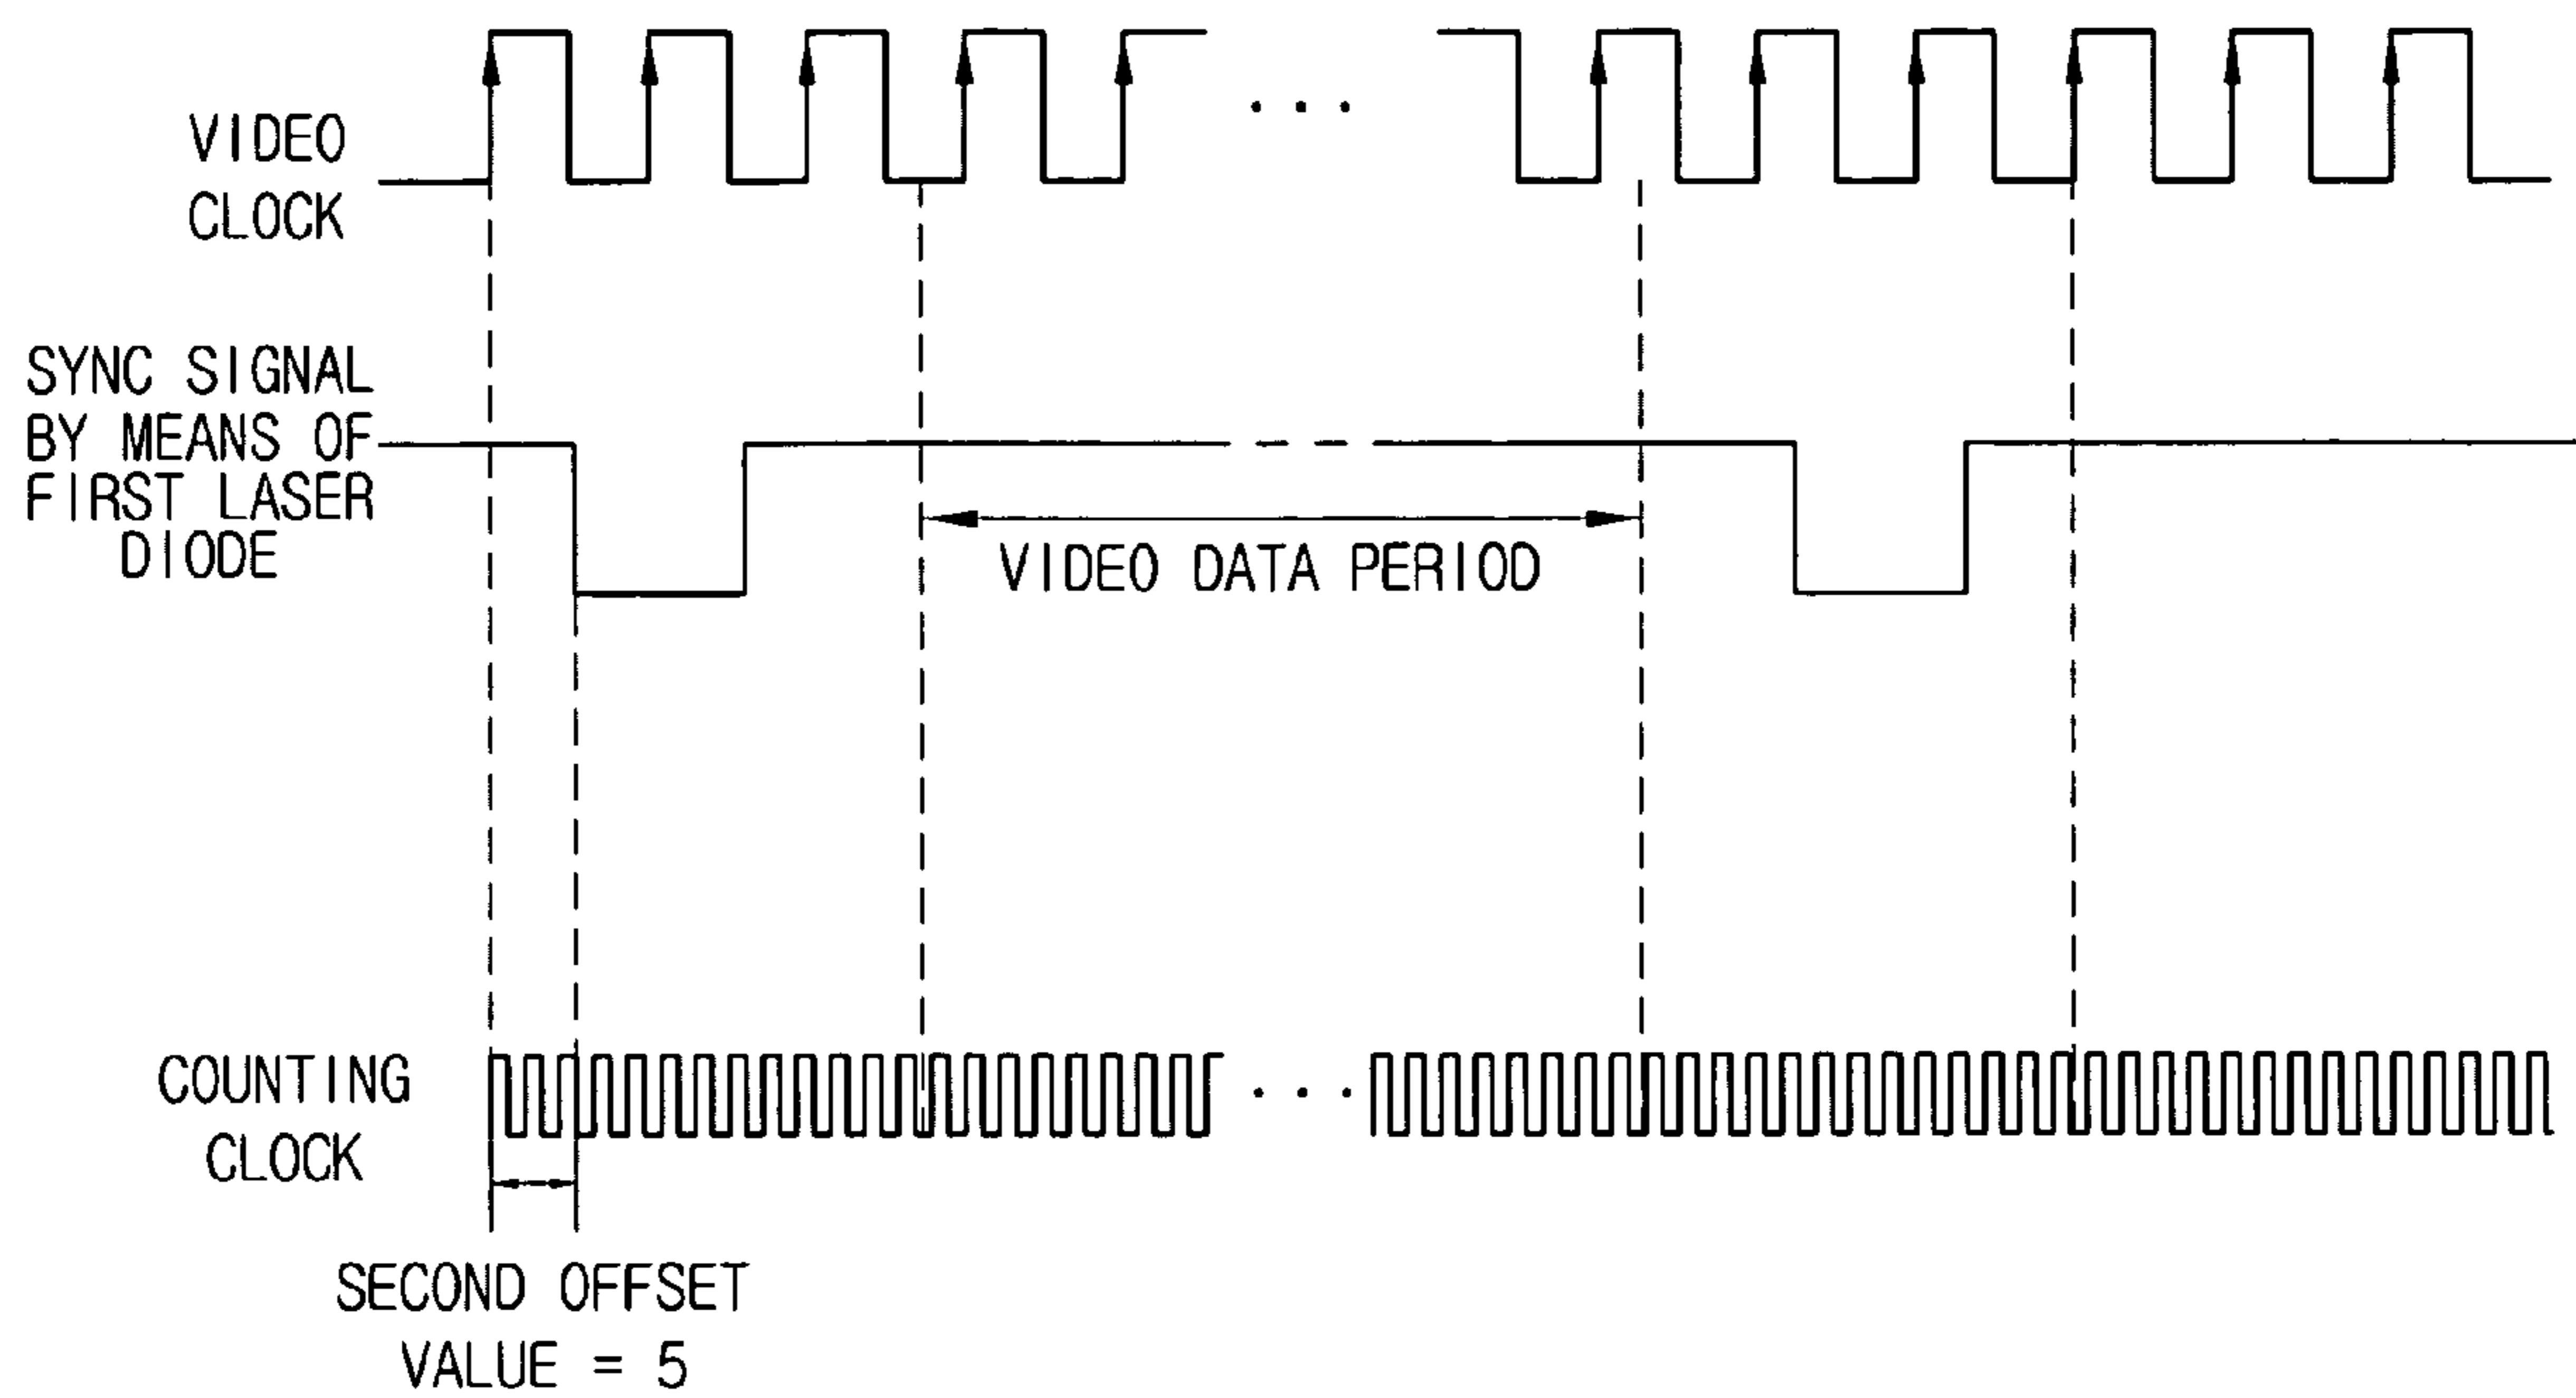 VIDEO
CLOCK
. . .
SYNC SIGNAL
BY MEANS OF
FIRST LASER
DIODE
VIDEO DATA PERIOD
COUNTING
CLOCK
. . .
SECOND OFFSET
VALUE = 5